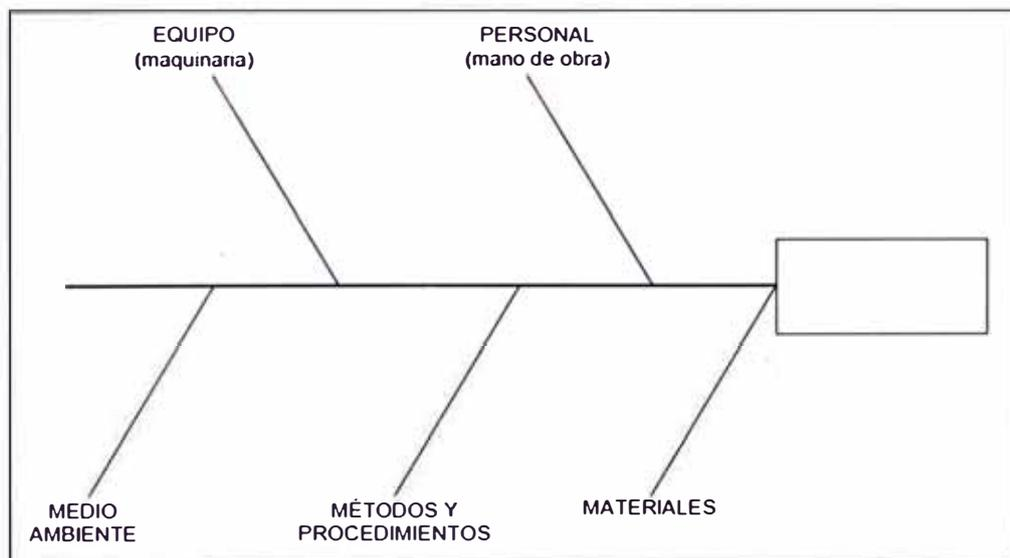 EQUIPO
(maquinaria)
PERSONAL
(mano de obra)
MEDIO
AMBIENTE
MÉTODOS Y
PROCEDIMIENTOS
MATERIALES